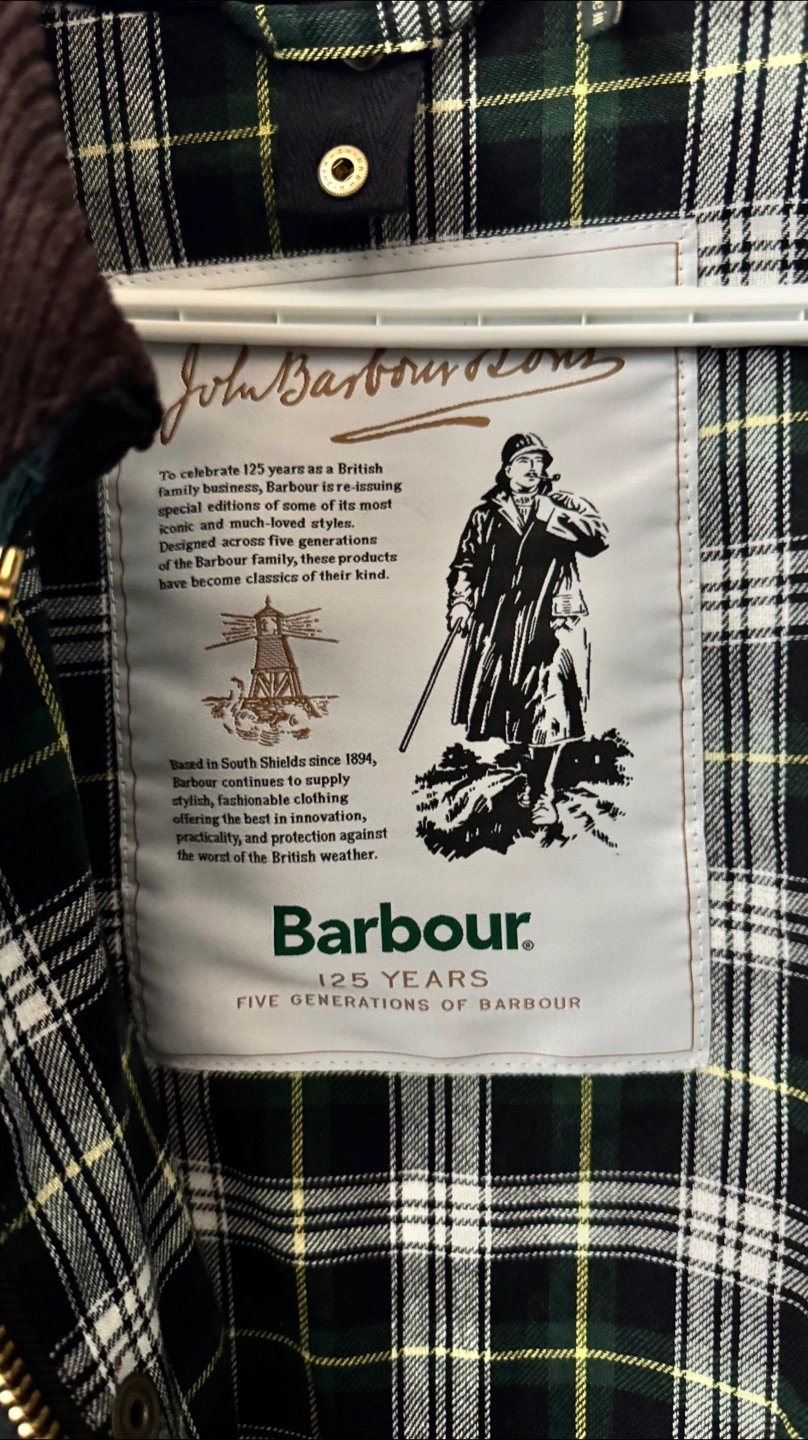 John Barbour & Sons
To celebrate 125 years as a British
family business, Barbour is re-issuing
special editions of some of its most
iconic and much-loved styles.
Designed across five generations
of the Barbour family, these products
have become classics of their kind.
Based in South Shields since 1894,
Barbour continues to supply
stylish, fashionable clothing
offering the best in innovation,
practicality, and protection against
the worst of the British weather.
Barbour®
125 YEARS
FIVE GENERATIONS OF BARBOUR